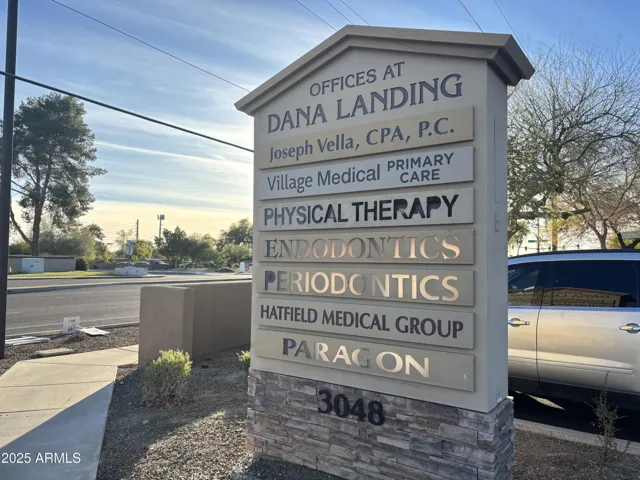 OFFICES AT
DANA LANDING
Joseph Vella, CPA, P.C.
Village Medical PRIMARY CARE
PHYSICAL THERAPY
ENDODONTICS
PERIODONTICS
HATFIELD MEDICAL GROUP
PARAGON
3048
© 2025 ARMLS